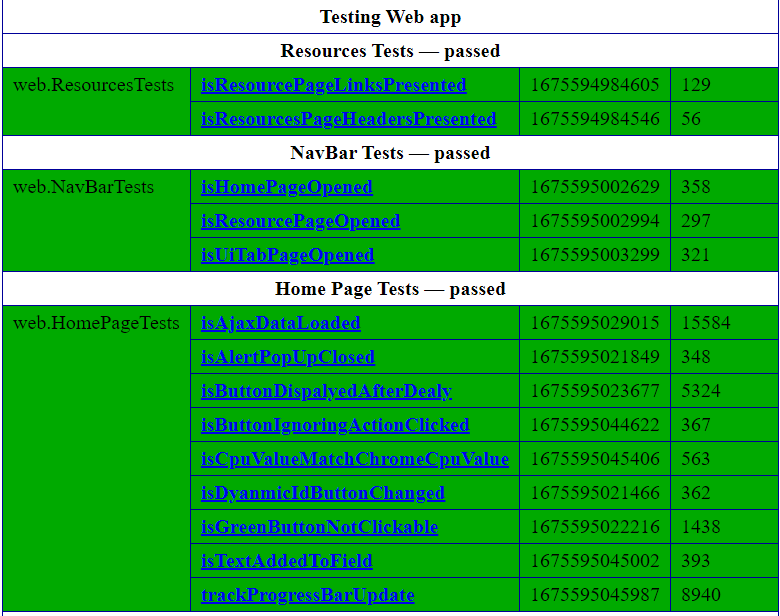 Testing Web app
Resources Tests — passed
web.ResourcesTests isResourcePageLinksPresented 1675594984605 129
isResourcesPageHeadersPresented 1675594984546 56
NavBar Tests — passed
web.NavBarTests isHomePageOpened 1675595002629 358
isResourcePageOpened 1675595002994 297
isUiTabPageOpened 1675595003299 321
Home Page Tests — passed
web.HomePageTests isAjaxDataLoaded 1675595029015 15584
isAlertPopUpClosed 1675595021849 348
isButtonDispalyedAfterDealy 1675595023677 5324
isButtonIgnoringActionClicked 1675595044622 367
isCpuValueMatchChromeCpuValue 1675595045406 563
isDyanmicIdButtonChanged 1675595021466 362
isGreenButtonNotClickable 1675595022216 1438
isTextAddedToField 1675595045002 393
trackProgressBarUpdate 1675595045987 8940